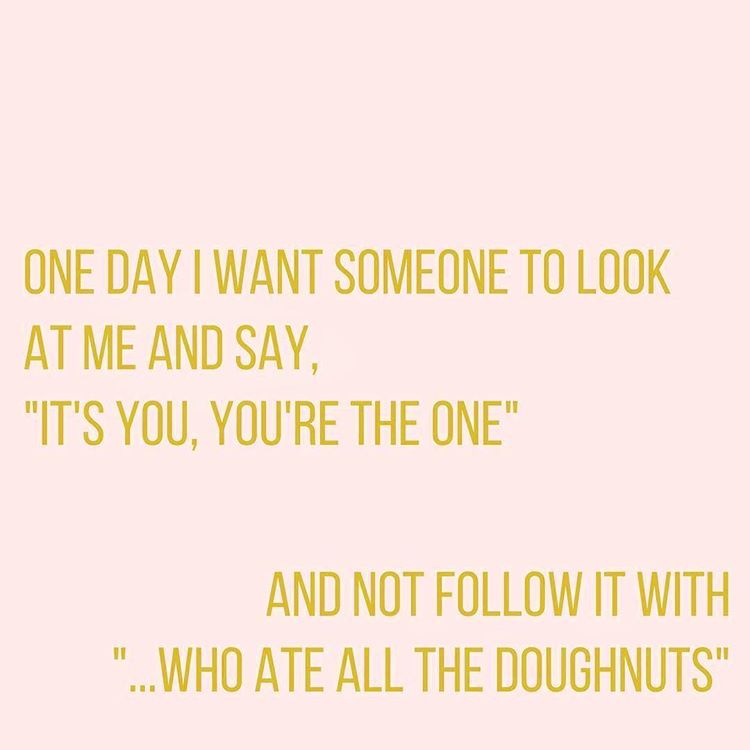 ONE DAY I WANT SOMEONE TO LOOK
AT ME AND SAY,
"IT'S YOU, YOU'RE THE ONE"
AND NOT FOLLOW IT WITH
"...WHO ATE ALL THE DOUGHNUTS"